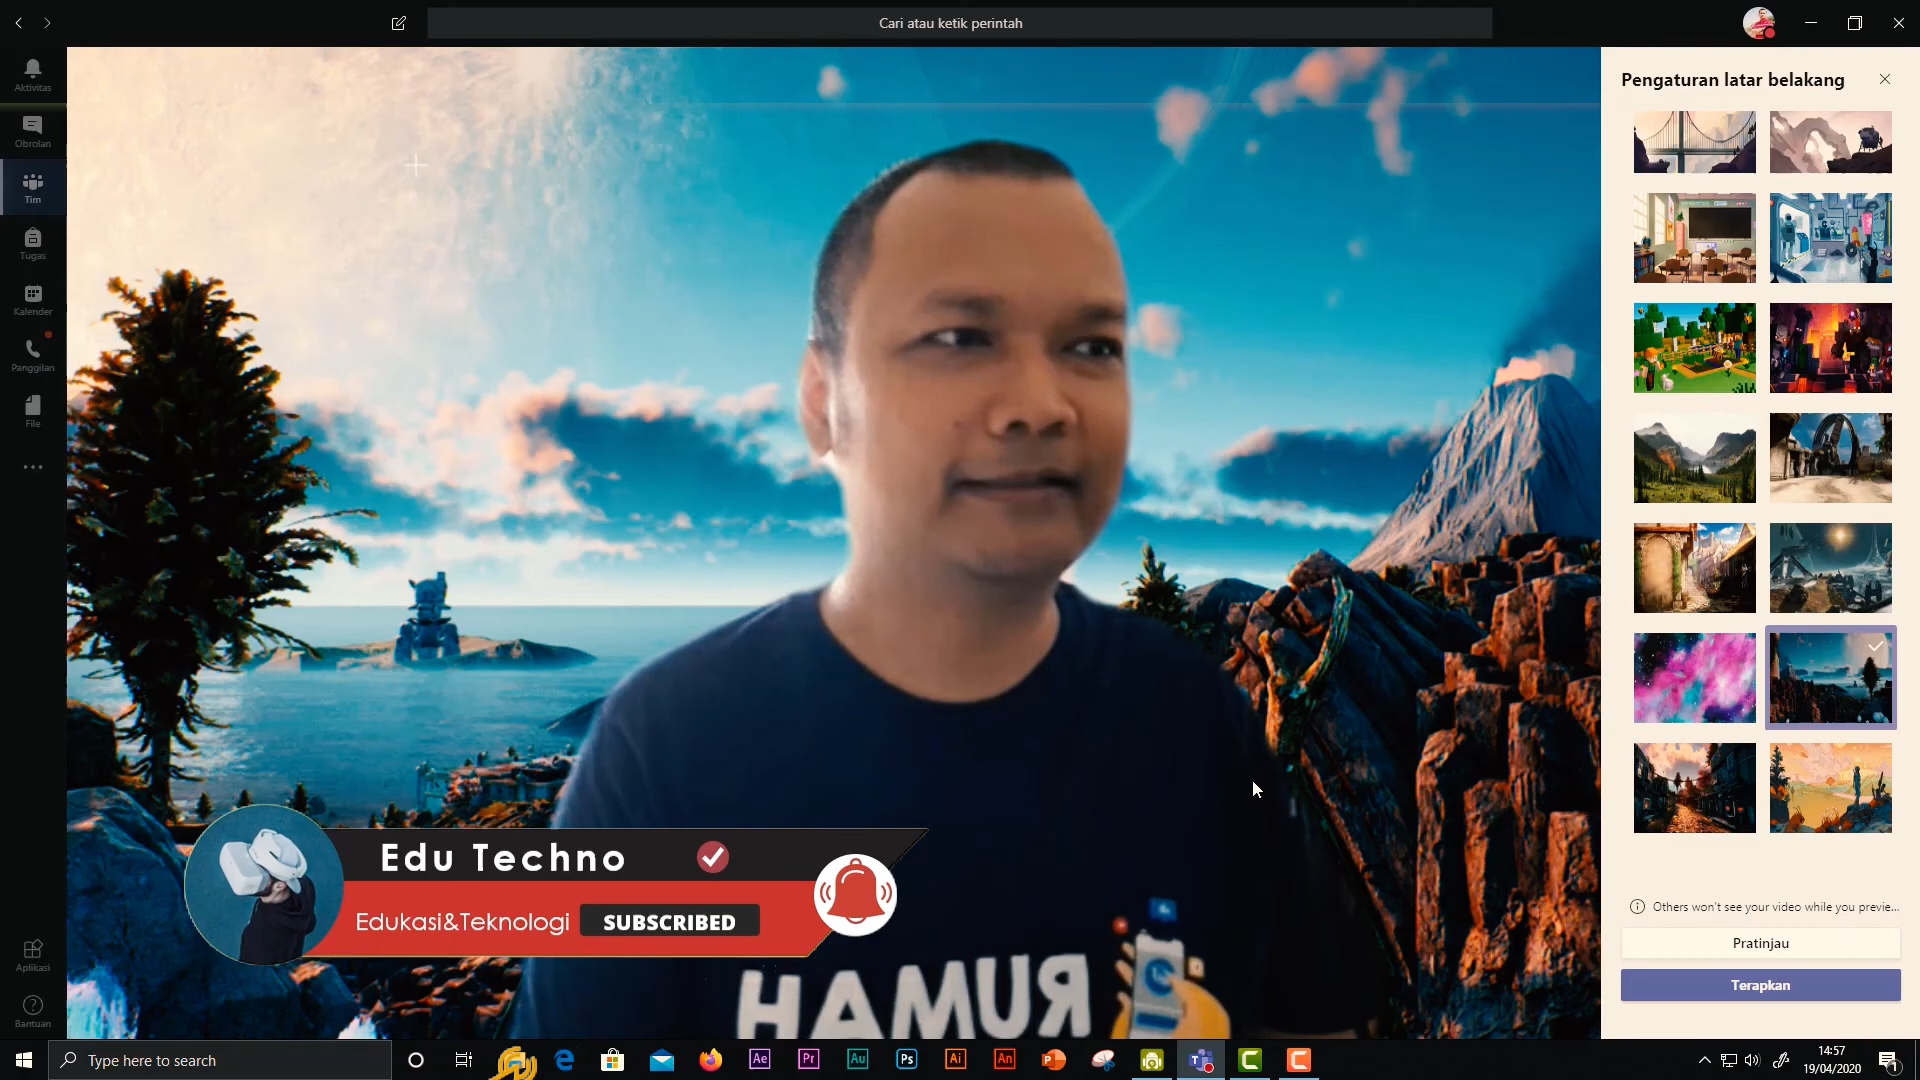 Cari atau ketik perintah
Aktivitas
Obrolan
Tim
Tugas
Kalender
Panggilan
File
Aplikasi
Bantuan
Pengaturan latar belakang
Others won't see your video while you previe...
Pratinjau
Terapkan
Edu Techno
Edukasi&Teknologi
SUBSCRIBED
RUMAH
Type here to search
Ae
Pr
Au
Ps
Ai
An
14:57
19/04/2020
1